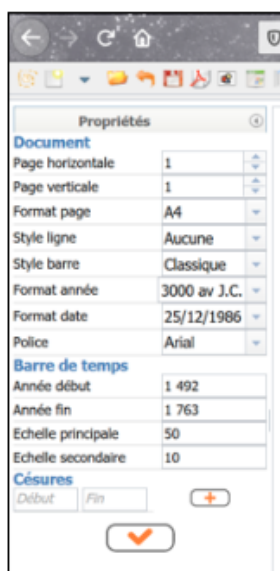 Propriétés
Document
Page horizontale 1
Page verticale 1
Format page A4
Style ligne Aucune
Style barre Classique
Format année 3000 av J.C.
Format date 25/12/1986
Police Arial
Barre de temps
Année début 1 492
Année fin 1 763
Echelle principale 50
Echelle secondaire 10
Césures
Début Fin